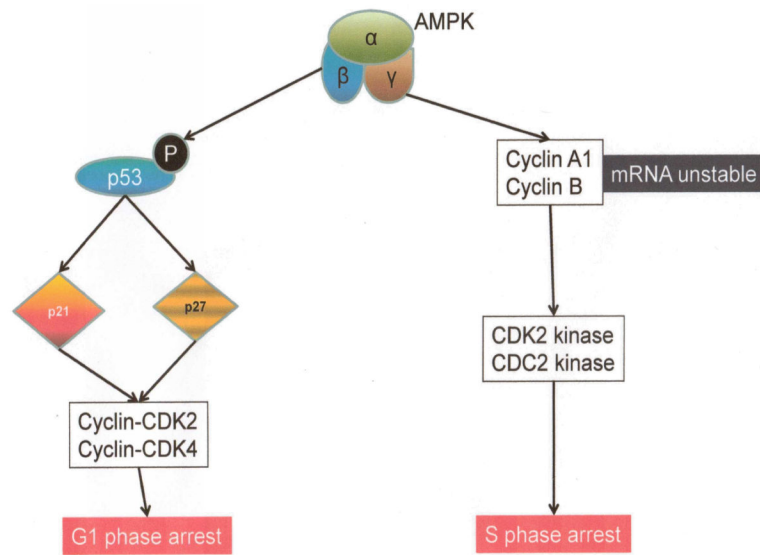 AMPK
α
β
γ
P
p53
Cyclin A1
Cyclin B
mRNA unstable
p21
p27
CDK2 kinase
CDC2 kinase
Cyclin-CDK2
Cyclin-CDK4
G1 phase arrest
S phase arrest